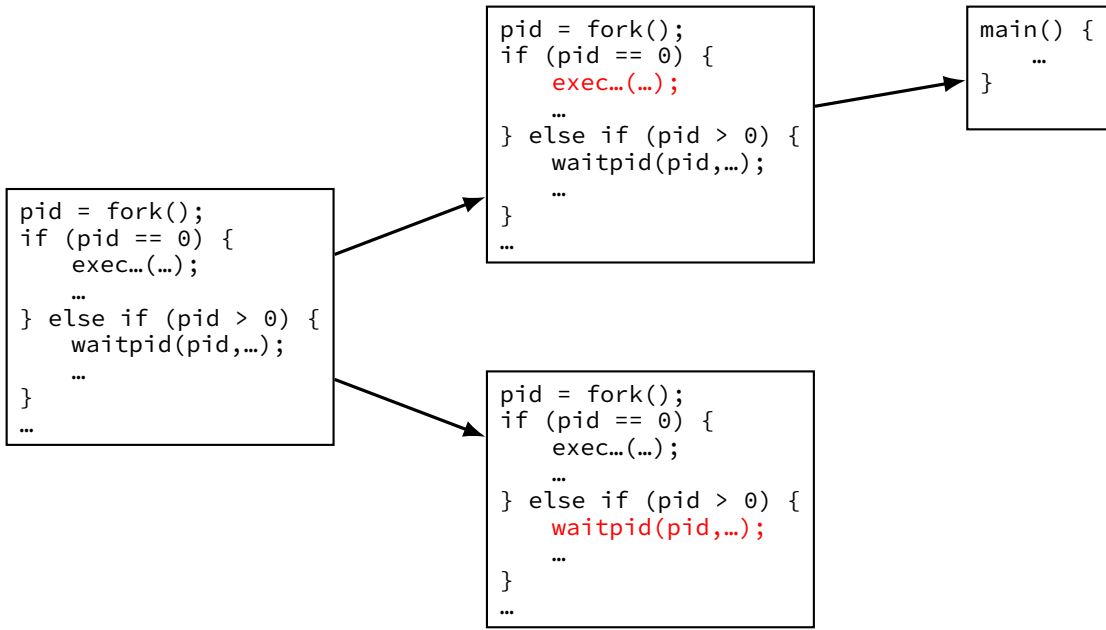 pid = fork();
if (pid == 0) {
    exec…(…);
    …
} else if (pid > 0) {
    waitpid(pid,…);
    …
}
…
pid = fork();
if (pid == 0) {
    exec…(…);
    …
} else if (pid > 0) {
    waitpid(pid,…);
    …
}
…
main() {
    …
}
pid = fork();
if (pid == 0) {
    exec…(…);
    …
} else if (pid > 0) {
    waitpid(pid,…);
    …
}
…